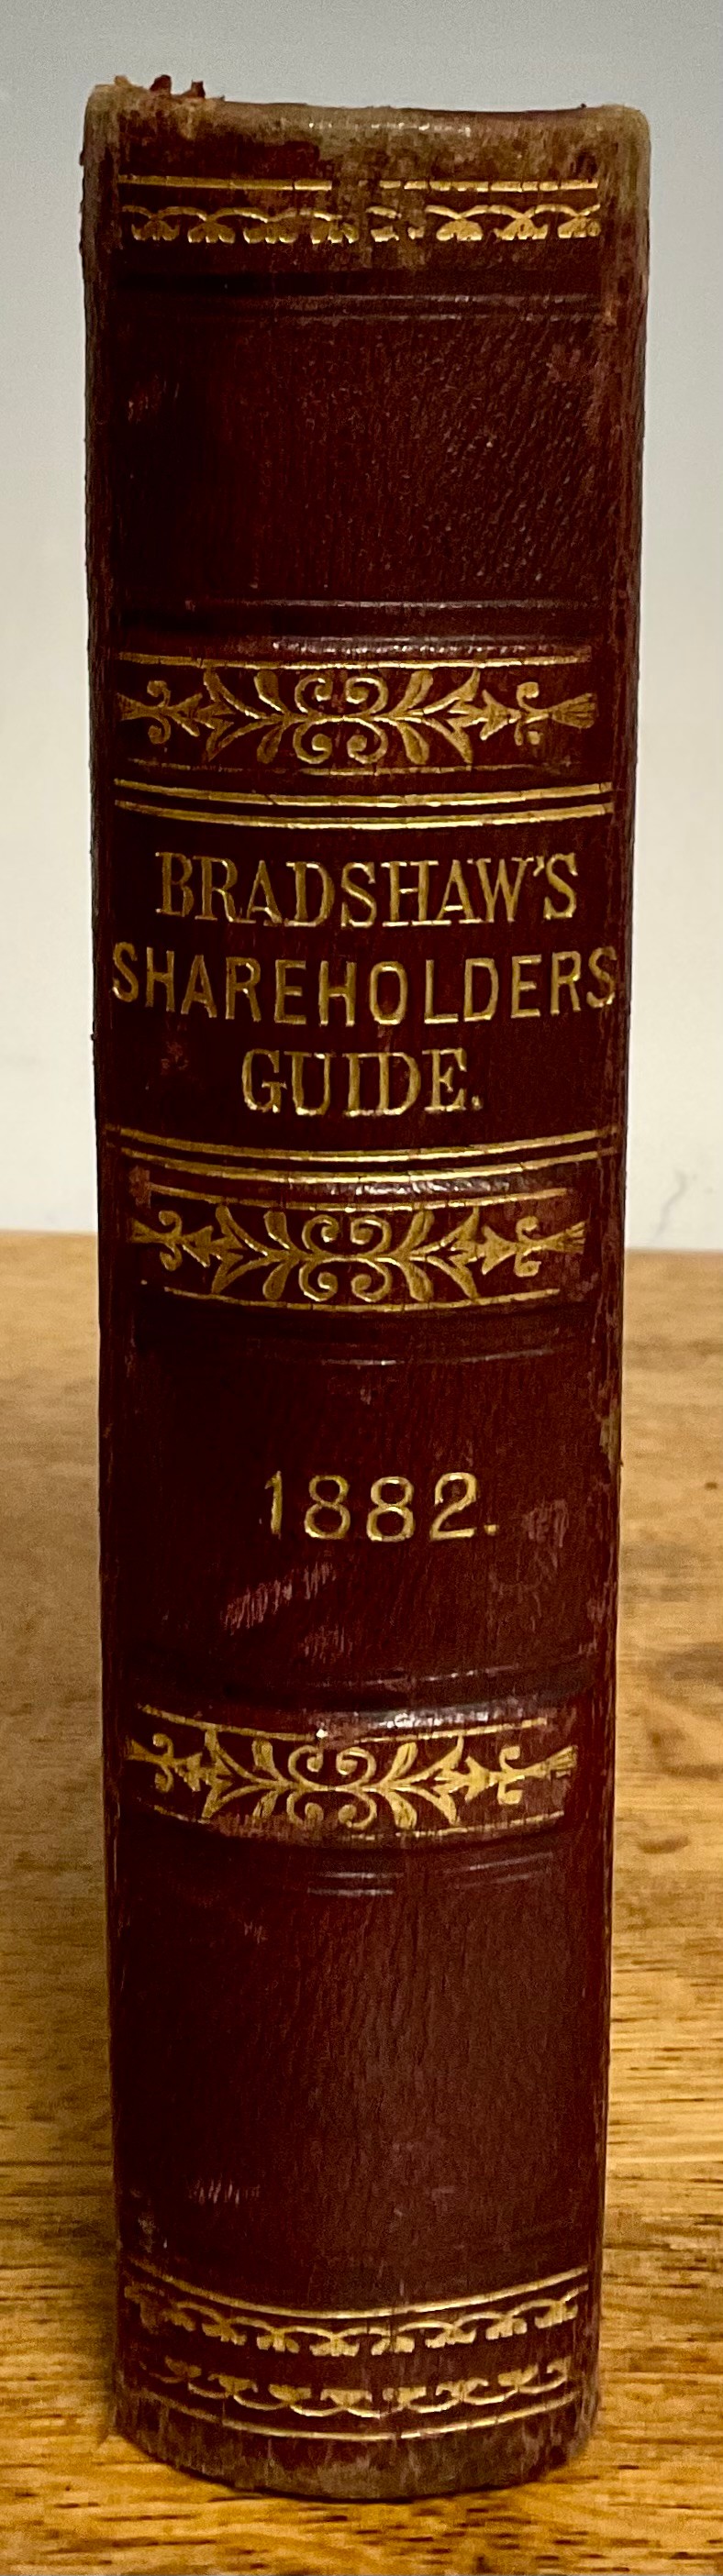 BRADSHAW'S
SHAREHOLDERS
GUIDE.
1882.